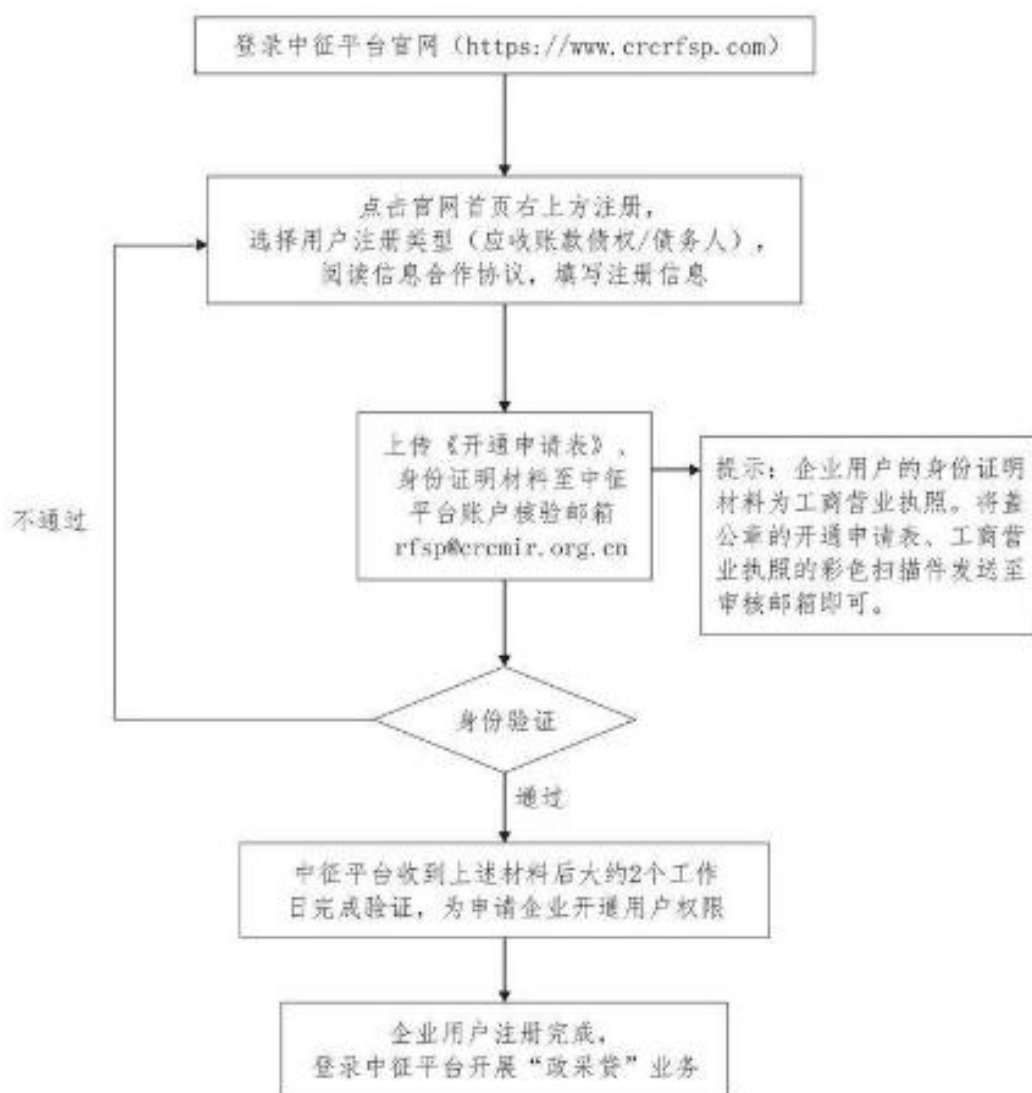 登录中征平台官网（https://www.crcrfsp.com）
点击官网首页右上方注册，
选择用户注册类型（应收账款债权/债务人），
阅读信息合作协议，填写注册信息
上传《开通申请表》、
身份证明材料至中征
平台账户核验邮箱
rfsp@crcmir.org.cn
提示：企业用户的身份证明
材料为工商营业执照。将盖
公章的开通申请表、工商营
业执照的彩色扫描件发送至
审核邮箱即可。
不通过
身份验证
通过
中征平台收到上述材料后大约2个工作
日完成验证，为申请企业开通用户权限
企业用户注册完成，
登录中征平台开展“政采贷”业务